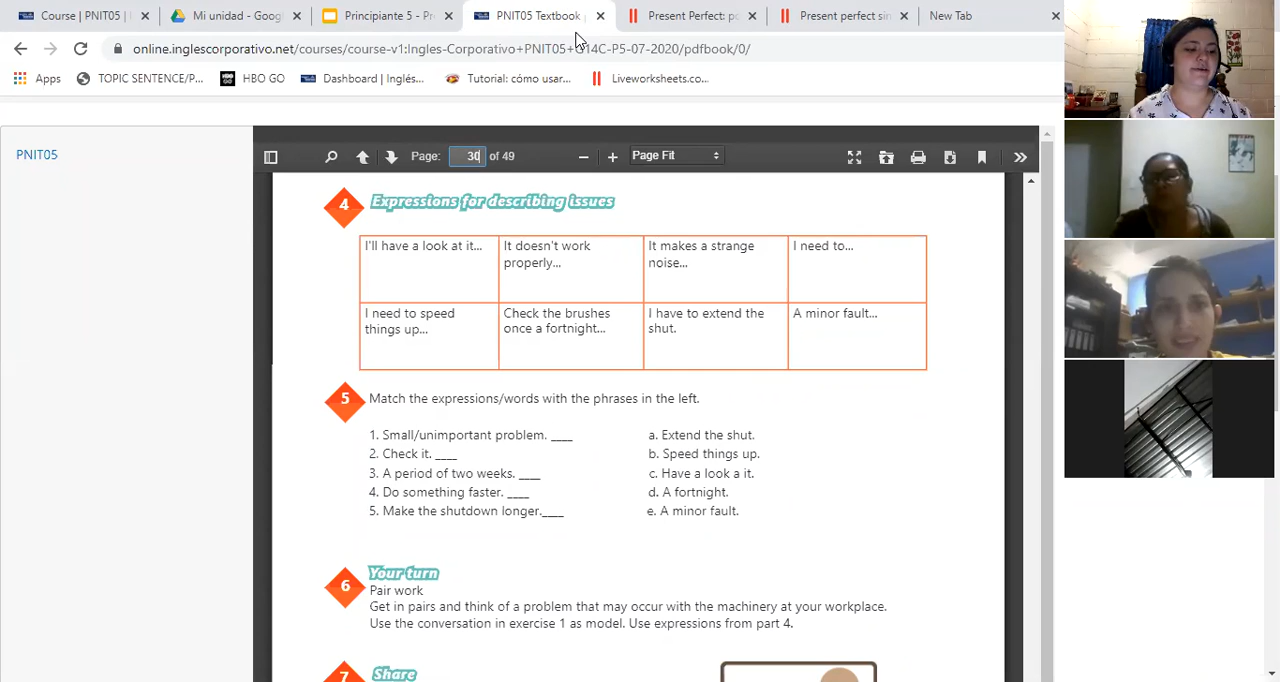 Course | PNIT05
Mi unidad - Goog
Principiante 5 - Pr
PNIT05 Textbook
Present Perfect: p
Present perfect sin
New Tab
online.inglescorporativo.net/courses/course-v1:Ingles-Corporativo+PNIT05+ 14C-P5-07-2020/pdfbook/0/
Apps
TOPIC SENTENCE/P...
HBO GO
Dashboard | Inglés...
Tutorial: cómo usar...
Liveworksheets.co...
PNIT05
Page: 30 of 49
Page Fit
4 Expressions for describing issues
I'll have a look at it...
It doesn't work properly...
It makes a strange noise...
I need to...
I need to speed things up...
Check the brushes once a fortnight...
I have to extend the shut.
A minor fault...
5 Match the expressions/words with the phrases in the left.
1. Small/unimportant problem. ____
a. Extend the shut.
2. Check it. ____
b. Speed things up.
3. A period of two weeks. ____
c. Have a look a it.
4. Do something faster. ____
d. A fortnight.
5. Make the shutdown longer.____
e. A minor fault.
6 Your turn
Pair work
Get in pairs and think of a problem that may occur with the machinery at your workplace.
Use the conversation in exercise 1 as model. Use expressions from part 4.
7 Share